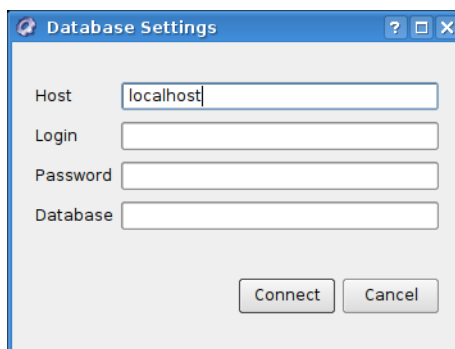 Database Settings
Host localhost
Login
Password
Database
Connect Cancel